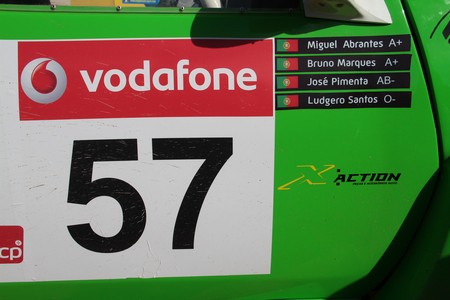 vodafone
57
cp
Miguel Abrantes A+
Bruno Marques A+
José Pimenta AB-
Ludgero Santos O-
X ACTION